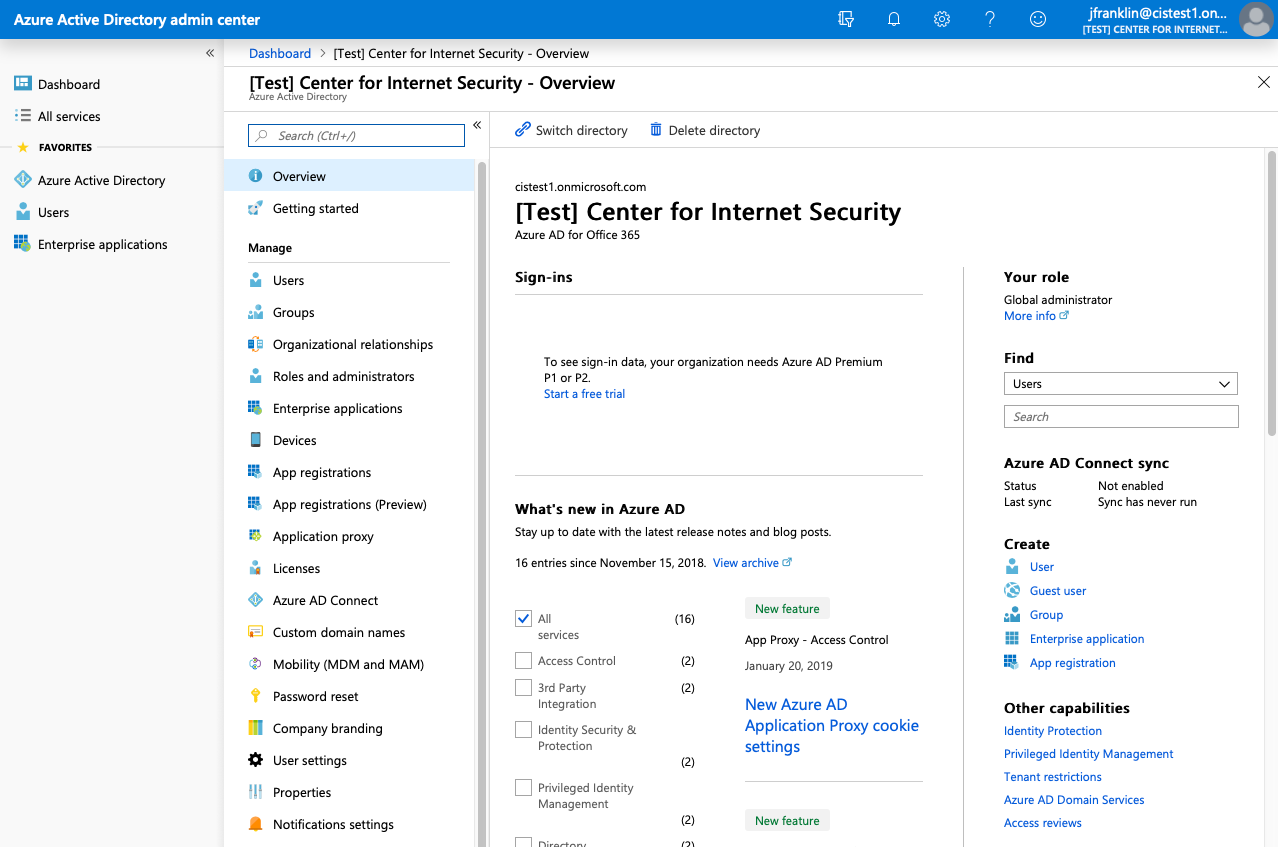 Azure Active Directory admin center
jfranklin@cistest1.on...
[TEST] CENTER FOR INTERNET...
«
Dashboard
All services
FAVORITES
Azure Active Directory
Users
Enterprise applications
Dashboard > [Test] Center for Internet Security - Overview
[Test] Center for Internet Security - Overview
Azure Active Directory
Search (Ctrl+/)
«
Overview
Getting started
Manage
Users
Groups
Organizational relationships
Roles and administrators
Enterprise applications
Devices
App registrations
App registrations (Preview)
Application proxy
Licenses
Azure AD Connect
Custom domain names
Mobility (MDM and MAM)
Password reset
Company branding
User settings
Properties
Notifications settings
Switch directory
Delete directory
cistest1.onmicrosoft.com
[Test] Center for Internet Security
Azure AD for Office 365
Sign-ins
To see sign-in data, your organization needs Azure AD Premium
P1 or P2.
Start a free trial
What's new in Azure AD
Stay up to date with the latest release notes and blog posts.
16 entries since November 15, 2018. View archive
All
services
(16)
Access Control
(2)
3rd Party
Integration
(2)
Identity Security &
Protection
(2)
Privileged Identity
Management
(2)
Directory
(2)
New feature
App Proxy - Access Control
January 20, 2019
New Azure AD
Application Proxy cookie
settings
New feature
Your role
Global administrator
More info
Find
Users
Search
Azure AD Connect sync
Status Not enabled
Last sync Sync has never run
Create
User
Guest user
Group
Enterprise application
App registration
Other capabilities
Identity Protection
Privileged Identity Management
Tenant restrictions
Azure AD Domain Services
Access reviews